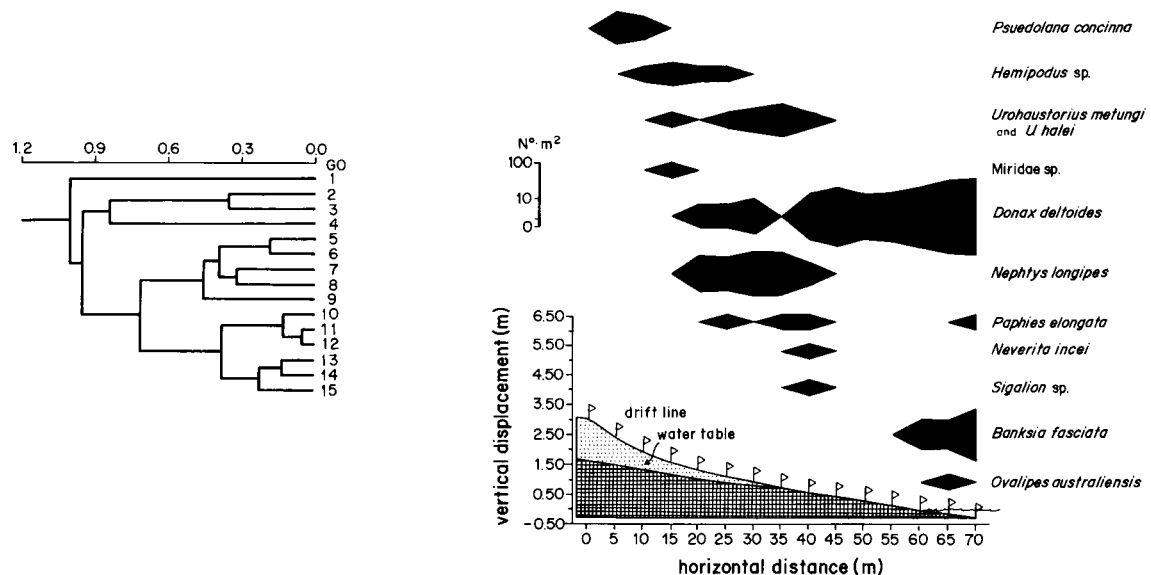 1.2 0.9 0.6 0.3 0.0
GO
1
2
3
4
5
6
7
8
9
10
11
12
13
14
15
Psuedolana concinna
Hemipodus sp.
Urohaustorius metungi
and U halei
Miridae sp.
Donax deltoides
Nephtys longipes
Paphies elongata
Neverita incei
Sigalion sp.
Banksia fasciata
Ovalipes australiensis
N°·m²
100
10
0
vertical displacement (m)
6.50
5.50
4.50
3.50
2.50
1.50
0.50
-0.50
drift line
water table
0 5 10 15 20 25 30 35 40 45 50 55 60 65 70
horizontal distance (m)